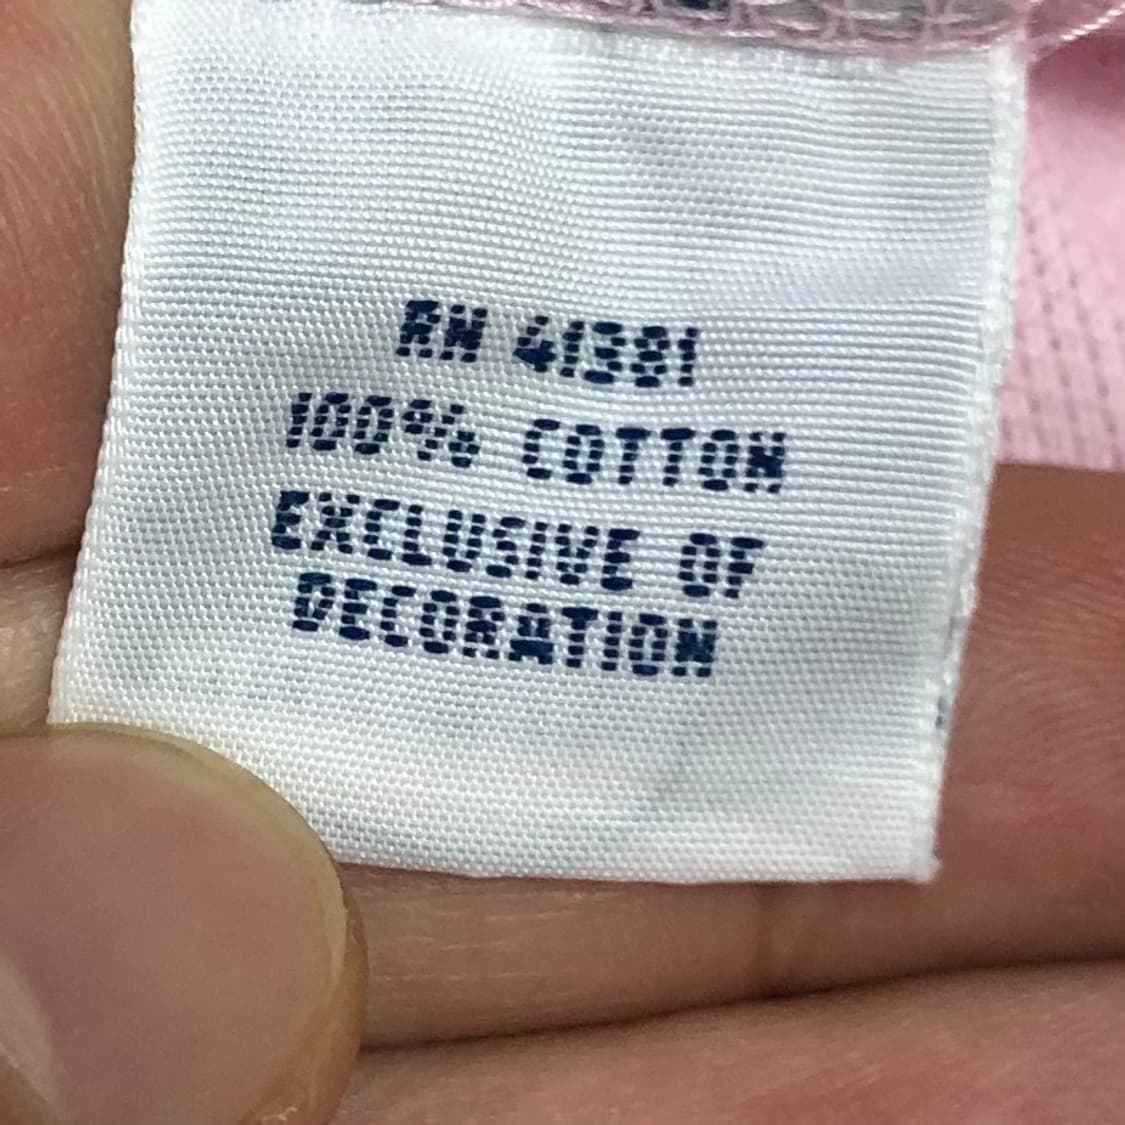 RN 41381
100% COTTON
EXCLUSIVE OF
DECORATION